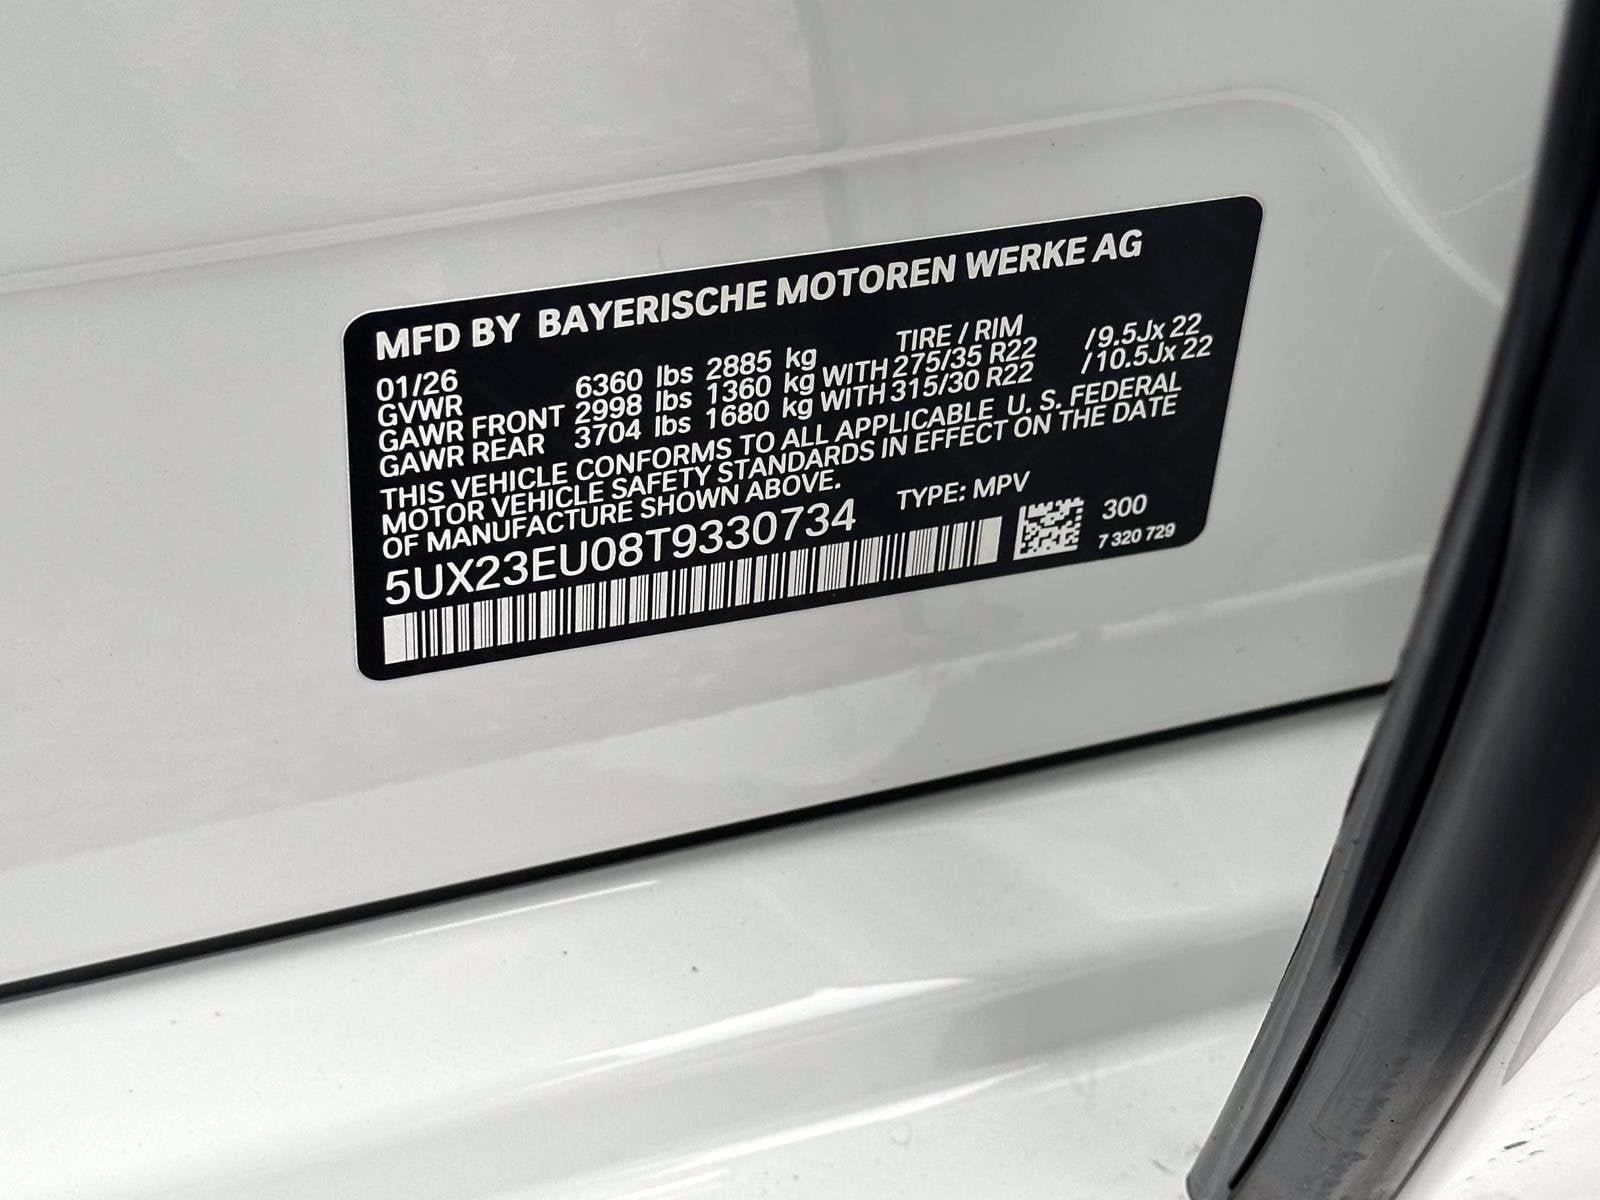 MFD BY BAYERISCHE MOTOREN WERKE AG
01/26 TIRE / RIM
GVWR 6360 lbs 2885 kg
GAWR FRONT 2998 lbs 1360 kg WITH 275/35 R22 /9.5Jx 22
GAWR REAR 3704 lbs 1680 kg WITH 315/30 R22 /10.5Jx 22
THIS VEHICLE CONFORMS TO ALL APPLICABLE U. S. FEDERAL
MOTOR VEHICLE SAFETY STANDARDS IN EFFECT ON THE DATE
OF MANUFACTURE SHOWN ABOVE.
5UX23EU08T9330734 TYPE: MPV
300
7 320 729